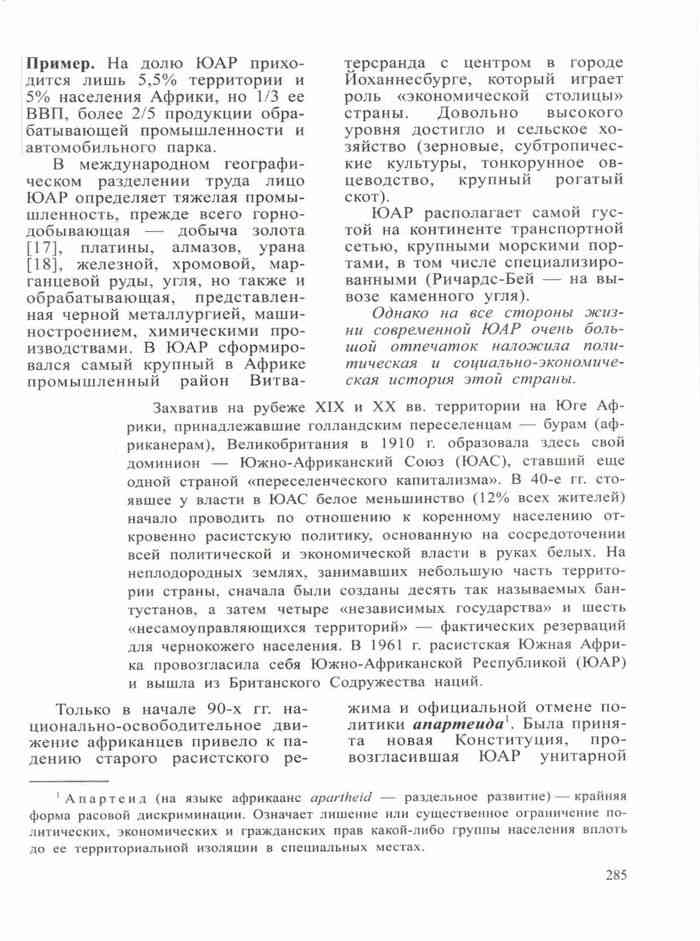 Пример. На долю ЮАР прихо-
дится лишь 5,5% территории и
5% населения Африки, но 1/3 ее
ВВП, более 2/5 продукции обра-
батывающей промышленности и
автомобильного парка.
В международном географи-
ческом разделении труда лицо
ЮАР определяет тяжелая промы-
шленность, прежде всего горно-
добывающая — добыча золота
[17], платины, алмазов, урана
[18], железной, хромовой, мар-
ганцевой руды, угля, но также и
обрабатывающая, представлен-
ная черной металлургией, маши-
ностроением, химическими про-
изводствами. В ЮАР сформиро-
вался самый крупный в Африке
промышленный район Витва-
терсранда с центром в городе
Йоханнесбурге, который играет
роль «экономической столицы»
страны. Довольно высокого
уровня достигло и сельское хо-
зяйство (зерновые, субтропичес-
кие культуры, тонкорунное ов-
цеводство, крупный рогатый
скот).
ЮАР располагает самой гус-
той на континенте транспортной
сетью, крупными морскими пор-
тами, в том числе специализиро-
ванными (Ричардс-Бей — на вы-
возе каменного угля).
Однако на все стороны жиз-
ни современной ЮАР очень боль-
шой отпечаток наложила поли-
тическая и социально-экономиче-
ская история этой страны.
Захватив на рубеже XIX и XX вв. территории на Юге Аф-
рики, принадлежавшие голландским переселенцам — бурам (аф-
риканерам), Великобритания в 1910 г. образовала здесь свой
доминион — Южно-Африканский Союз (ЮАС), ставший еще
одной страной «переселенческого капитализма». В 40-е гг. сто-
явшее у власти в ЮАС белое меньшинство (12% всех жителей)
начало проводить по отношению к коренному населению от-
кровенно расистскую политику, основанную на сосредоточении
всей политической и экономической власти в руках белых. На
неплодородных землях, занимавших небольшую часть террито-
рии страны, сначала были созданы десять так называемых бан-
тустанов, а затем четыре «независимых государства» и шесть
«несамоуправляющихся территорий» — фактических резерваций
для чернокожего населения. В 1961 г. расистская Южная Афри-
ка провозгласила себя Южно-Африканской Республикой (ЮАР)
и вышла из Британского Содружества наций.
Только в начале 90-х гг. на-
ционально-освободительное дви-
жение африканцев привело к па-
дению старого расистского ре-
жима и официальной отмене по-
литики апартеида¹. Была приня-
та новая Конституция, про-
возгласившая ЮАР унитарной
¹ Апартеид (на языке африкаанс apartheid — раздельное развитие) — крайняя
форма расовой дискриминации. Означает лишение или существенное ограничение по-
литических, экономических и гражданских прав какой-либо группы населения вплоть
до ее территориальной изоляции в специальных местах.
285